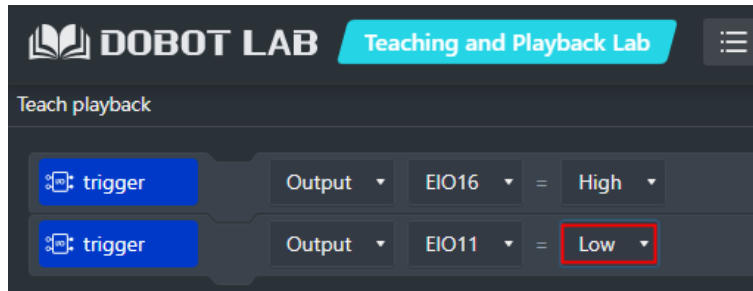 DOBOT LAB Teaching and Playback Lab
Teach playback
trigger Output EIO16 = High
trigger Output EIO11 = Low